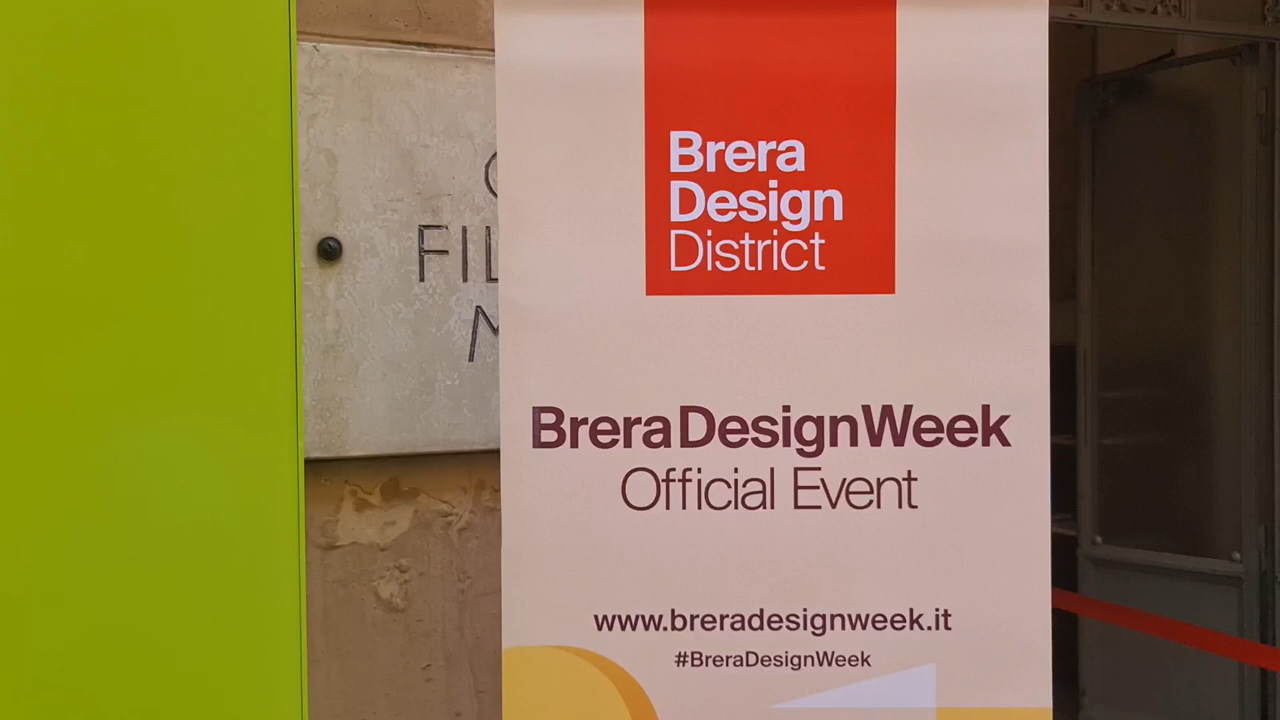 Brera
Design
District
BreraDesignWeek
Official Event
www.breradesignweek.it
#BreraDesignWeek